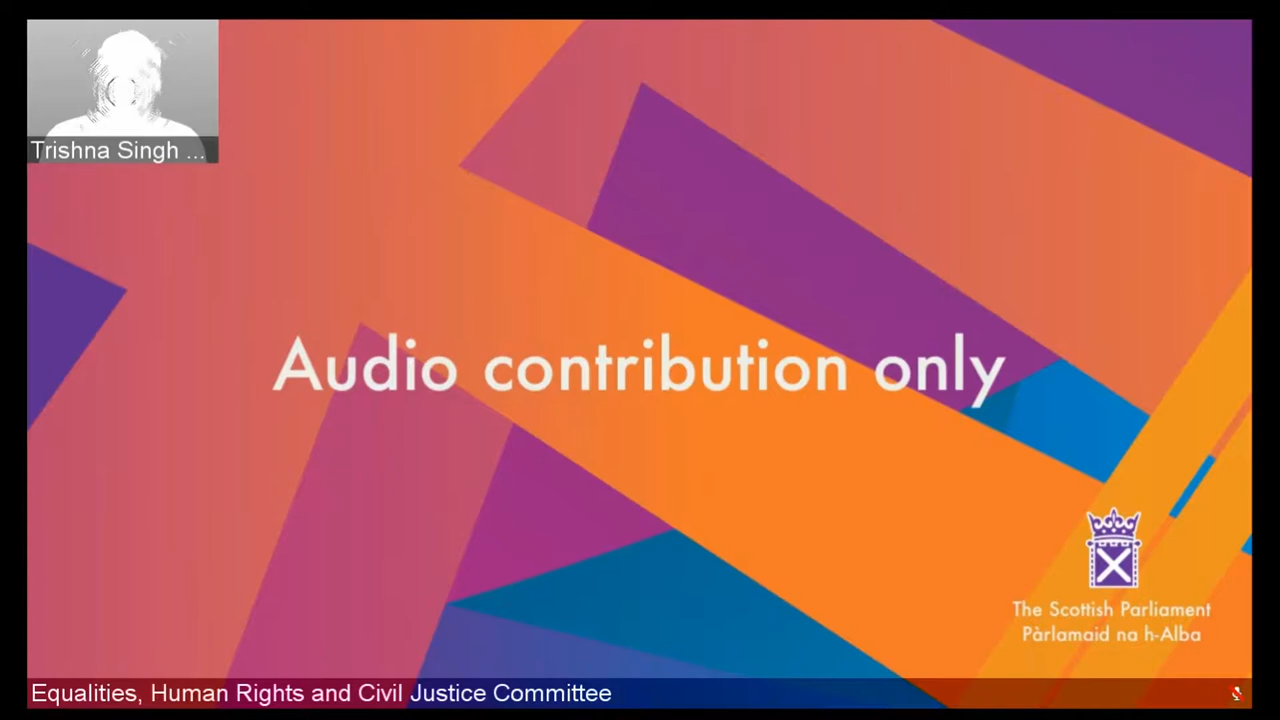 Trishna Singh ...
Audio contribution only
The Scottish Parliament
Pàrlamaid na h-Alba
Equalities, Human Rights and Civil Justice Committee